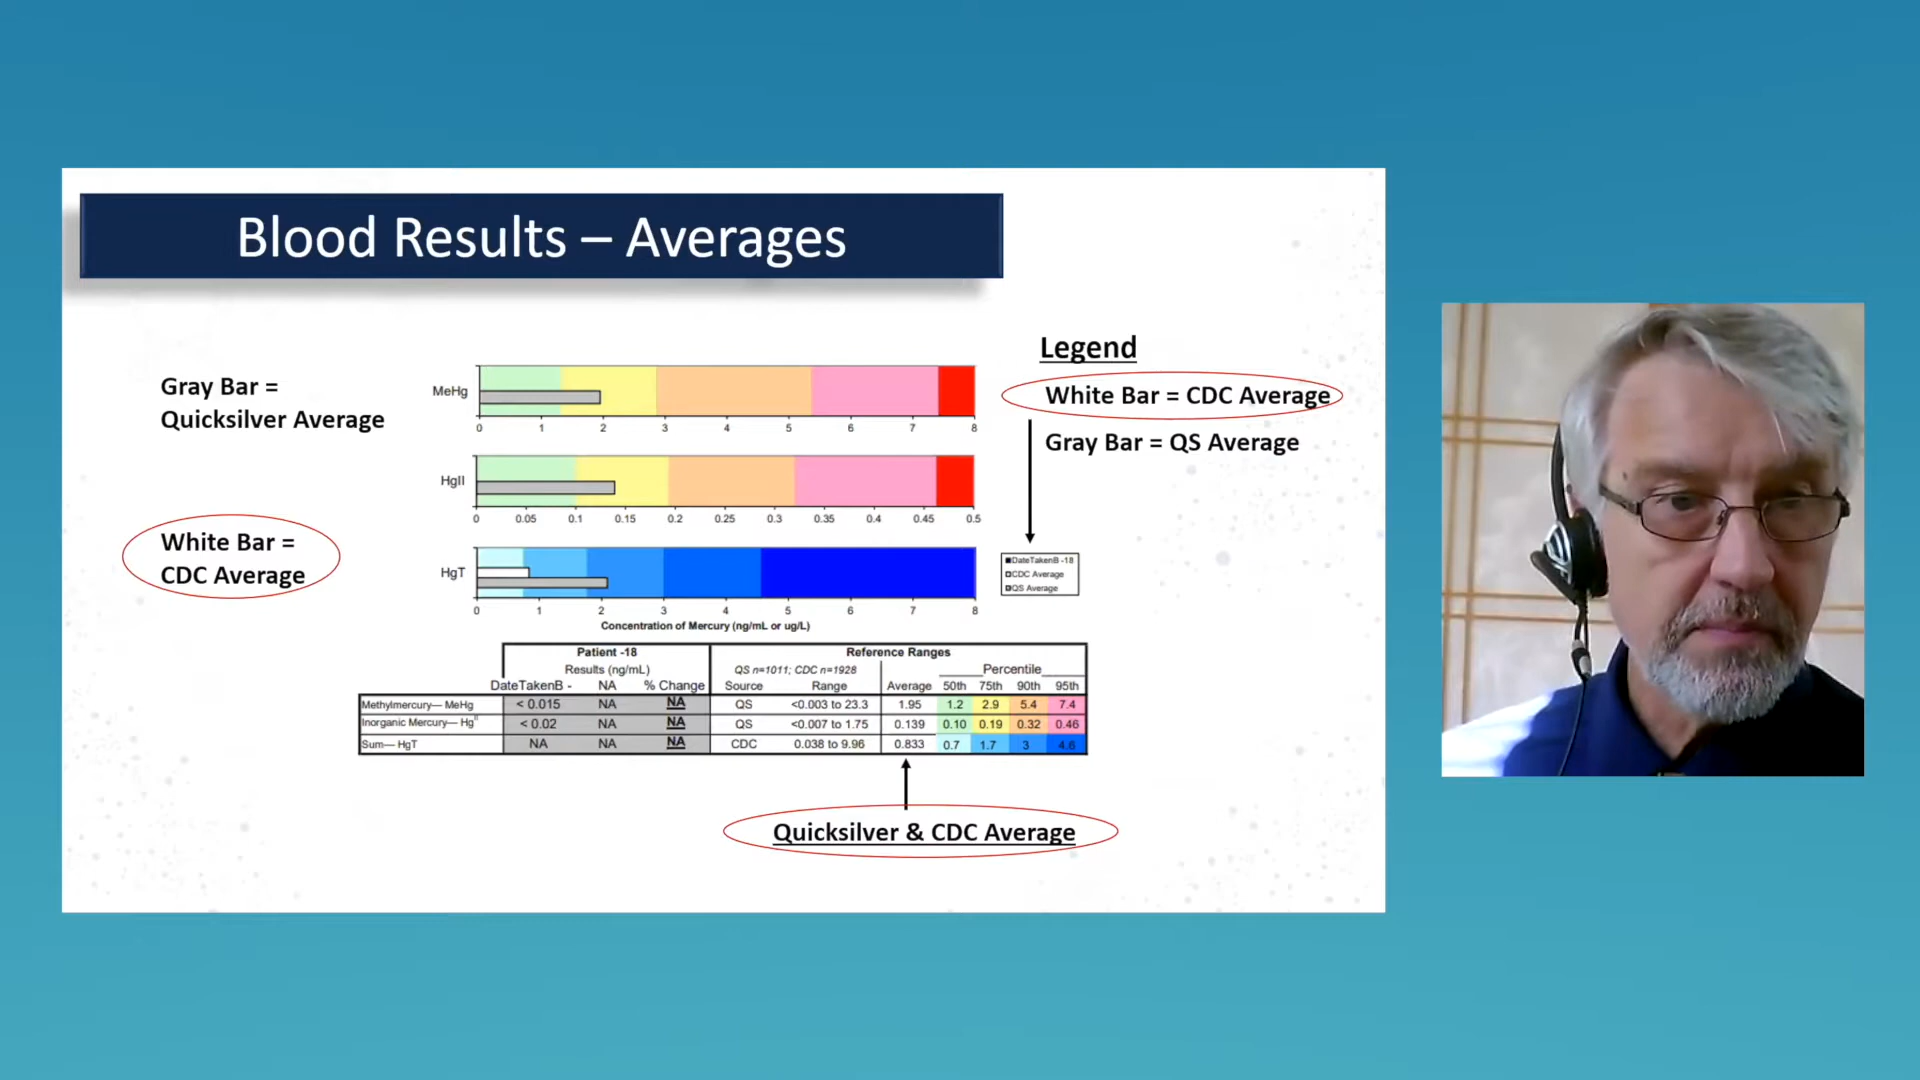 Blood Results – Averages
Gray Bar =
Quicksilver Average
White Bar =
CDC Average
MeHg
0 1 2 3 4 5 6 7 8
HgII
0 0.05 0.1 0.15 0.2 0.25 0.3 0.35 0.4 0.45 0.5
HgT
0 1 2 3 4 5 6 7 8
Concentration of Mercury (ng/mL or ug/L)
Legend
White Bar = CDC Average
Gray Bar = QS Average
DateTakenB -18
CDC Average
QS Average
Patient -18 Reference Ranges
Results (ng/mL) QS n=1011; CDC n=1928 Percentile
DateTakenB - NA % Change Source Range Average 50th 75th 90th 95th
Methylmercury— MeHg < 0.015 NA NA QS <0.003 to 23.3 1.95 1.2 2.9 5.4 7.4
Inorganic Mercury— Hg II < 0.02 NA NA QS <0.007 to 1.75 0.139 0.10 0.19 0.32 0.46
Sum— HgT NA NA NA CDC 0.038 to 9.96 0.833 0.7 1.7 3 4.6
Quicksilver & CDC Average